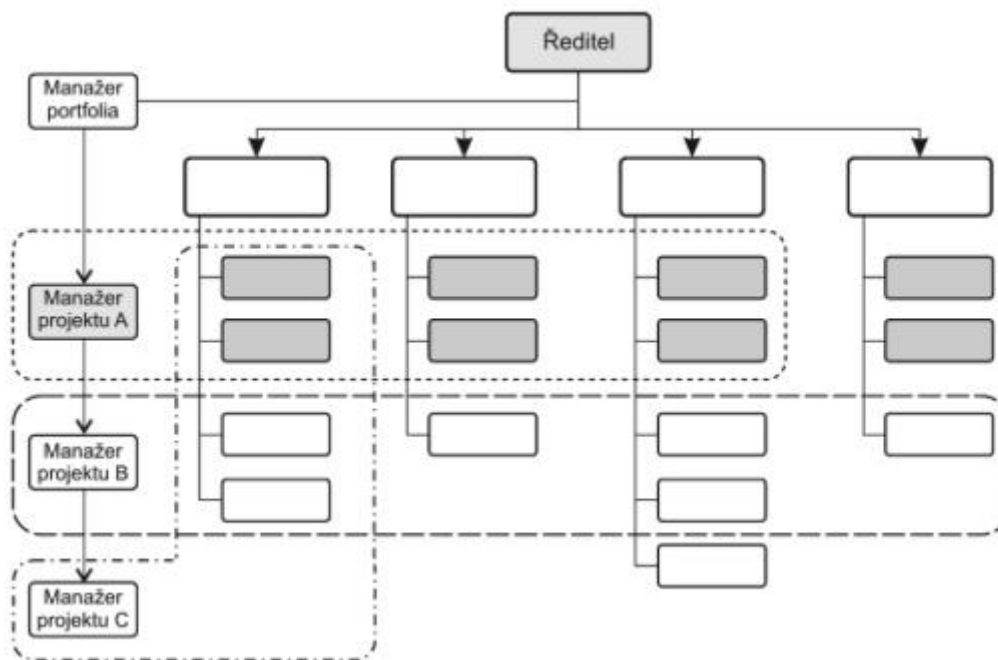 Ředitel
Manažer
portfolia
Manažer
projektu A
Manažer
projektu B
Manažer
projektu C